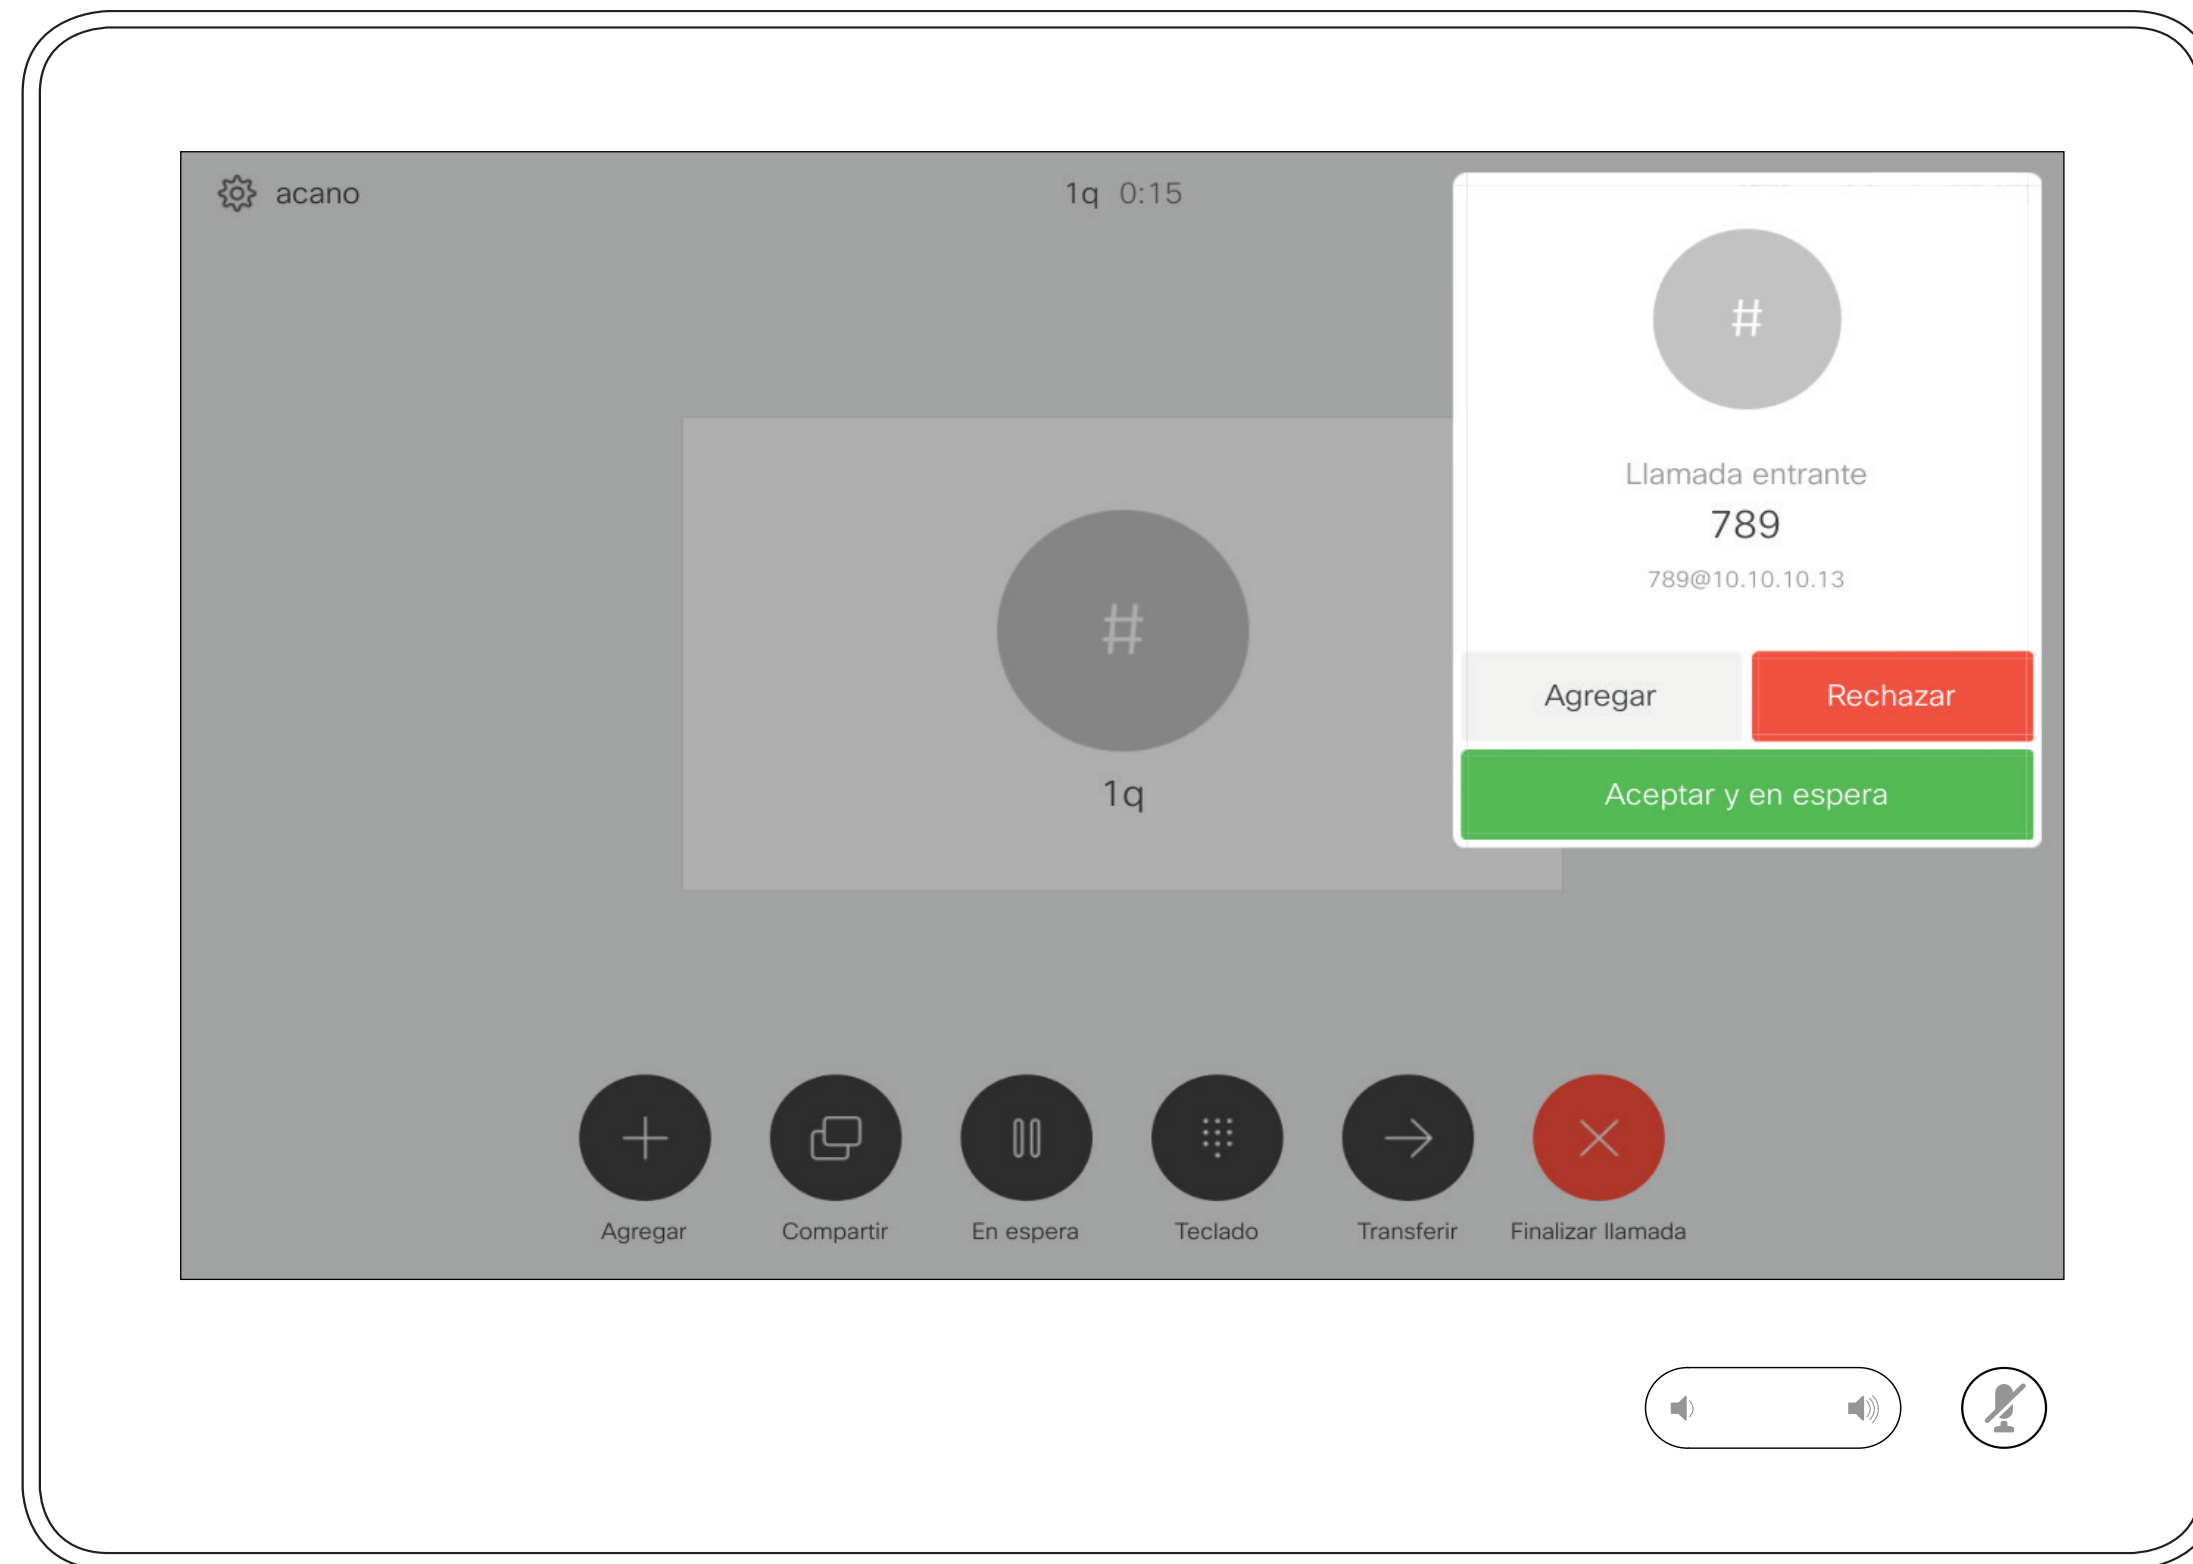 acano
1q 0:15
#
Llamada entrante
789
789@10.10.10.13
Agregar
Rechazar
Aceptar y en espera
#
1q
Agregar
Compartir
En espera
Teclado
Transferir
Finalizar llamada